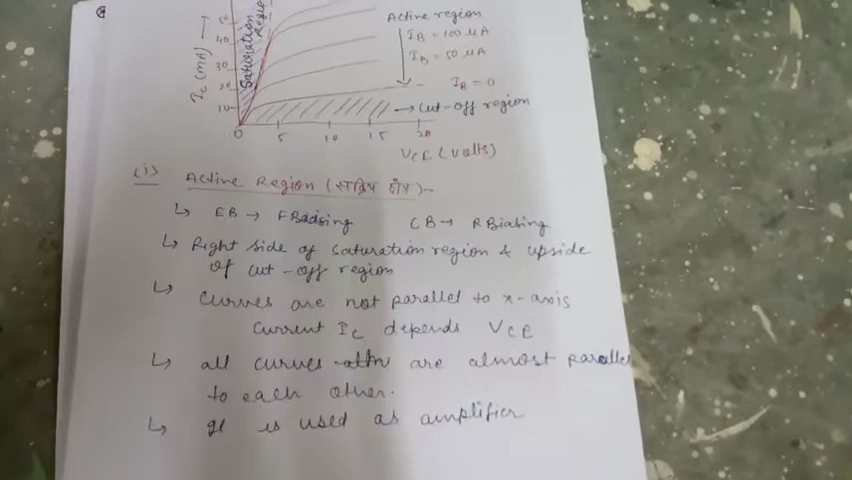 Saturation Region
50
40
30
20
10
0
5
10
15
20
Ic (mA) →
Active region
IB = 100 μA
IB = 50 μA
IB = 0
→ cut-off region
VCE (Volts)
(i) Active Region (सक्रिय क्षेत्र) :-
↳ EB → F Baising CB → R Biasing
↳ Right side of saturation region & upside
of cut-off region
↳ curves are not parallel to x-axis
current Ic depends VCE
↳ all curves are almost parallel
to each other.
↳ It is used as amplifier